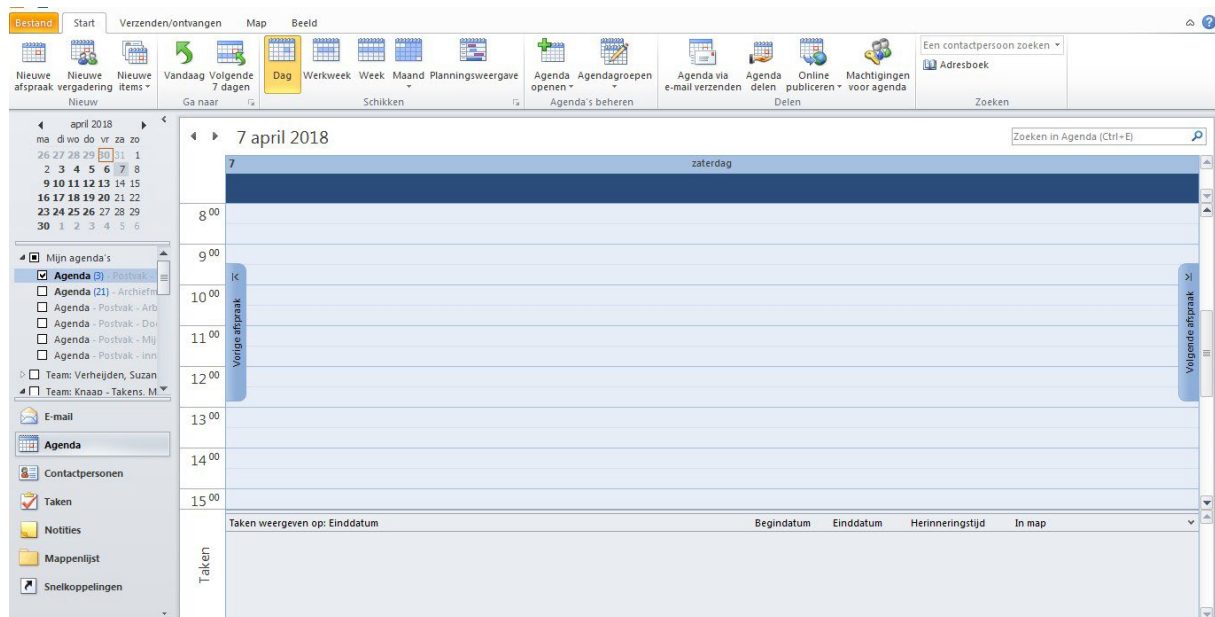 Bestand Start Verzenden/ontvangen Map Beeld
Nieuwe afspraak
Nieuwe vergadering
Nieuwe items
Nieuw
Vandaag
Volgende 7 dagen
Ga naar
Dag
Werkweek
Week
Maand
Planningsweergave
Schikken
Agenda openen
Agendagroepen
Agenda's beheren
Agenda via e-mail verzenden
Agenda delen
Online publiceren
Machtigingen voor agenda
Delen
Een contactpersoon zoeken
Adresboek
Zoeken
april 2018
ma di wo do vr za zo
26 27 28 29 30 31 1
2 3 4 5 6 7 8
9 10 11 12 13 14 15
16 17 18 19 20 21 22
23 24 25 26 27 28 29
30 1 2 3 4 5 6
Mijn agenda's
Agenda (3) - Postvak -
Agenda (21) - Archiefm
Agenda - Postvak - Arb
Agenda - Postvak - Do
Agenda - Postvak - Mij
Agenda - Postvak - inn
Team: Verheijden, Suzan
Team: Knaap - Takens, M
E-mail
Agenda
Contactpersonen
Taken
Notities
Mappenlijst
Snelkoppelingen
7 april 2018
Zoeken in Agenda (Ctrl+E)
7 zaterdag
8 00
9 00
10 00
11 00
12 00
13 00
14 00
15 00
Vorige afspraak
Volgende afspraak
Taken
Taken weergeven op: Einddatum Begindatum Einddatum Herinneringstijd In map